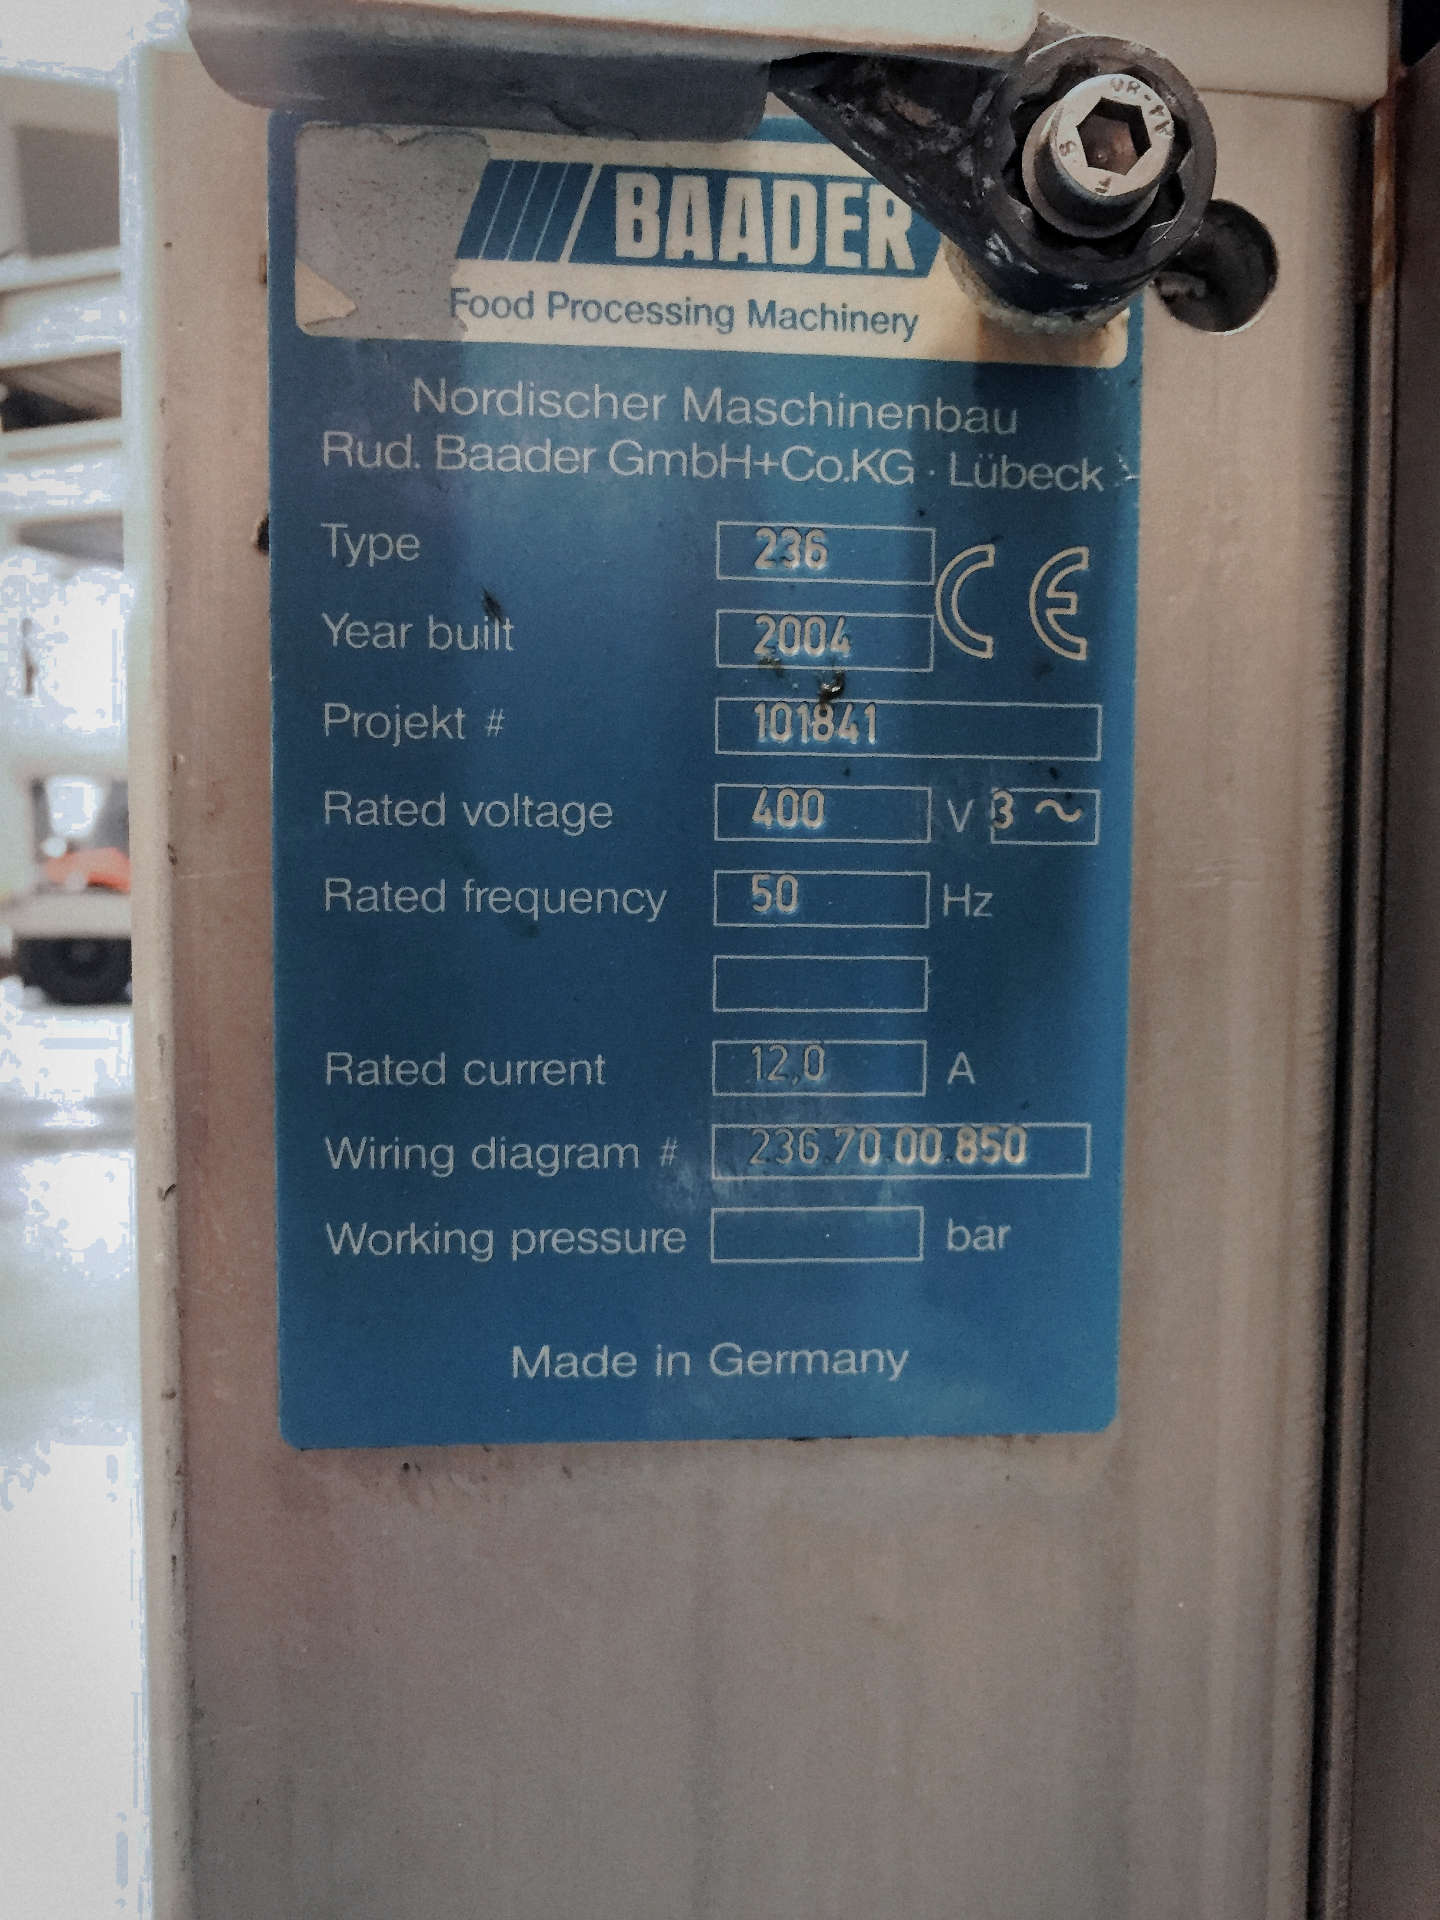 BAADER
Food Processing Machinery
Nordischer Maschinenbau
Rud. Baader GmbH+Co.KG · Lübeck
Type 236 CE
Year built 2004
Projekt # 101841
Rated voltage 400 V 3 ~
Rated frequency 50 Hz
Rated current 12,0 A
Wiring diagram # 236.70.00.850
Working pressure bar
Made in Germany